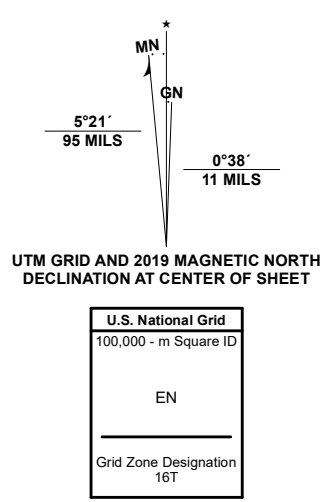 MN
GN
5°21´
95 MILS
0°38´
11 MILS
UTM GRID AND 2019 MAGNETIC NORTH
DECLINATION AT CENTER OF SHEET
U.S. National Grid
100,000 - m Square ID
EN
Grid Zone Designation
16T